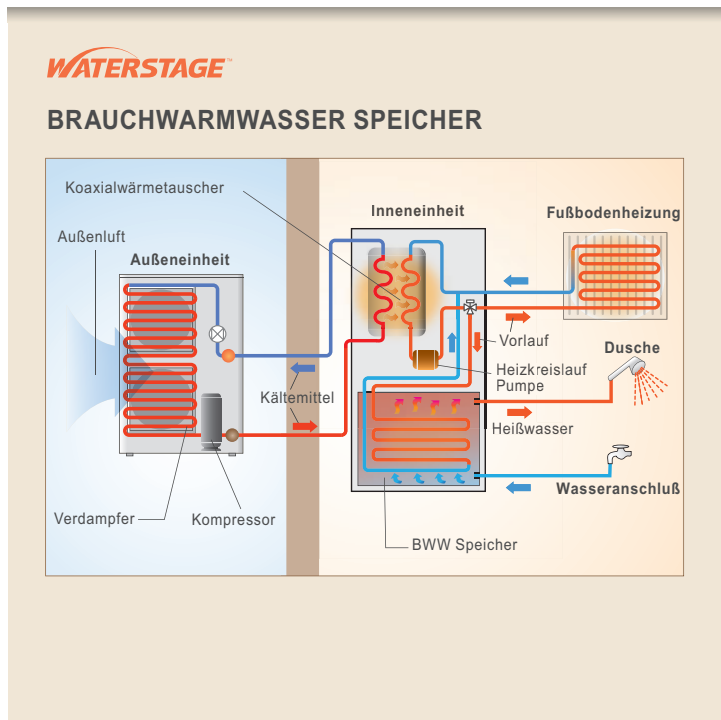 WATERSTAGE™
BRAUCHWARMWASSER SPEICHER
Koaxialwärmetauscher
Inneneinheit
Fußbodenheizung
Außenluft
Außeneinheit
Vorlauf
Dusche
Heizkreislauf
Pumpe
Kältemittel
Heißwasser
Wasseranschluß
Verdampfer
Kompressor
BWW Speicher